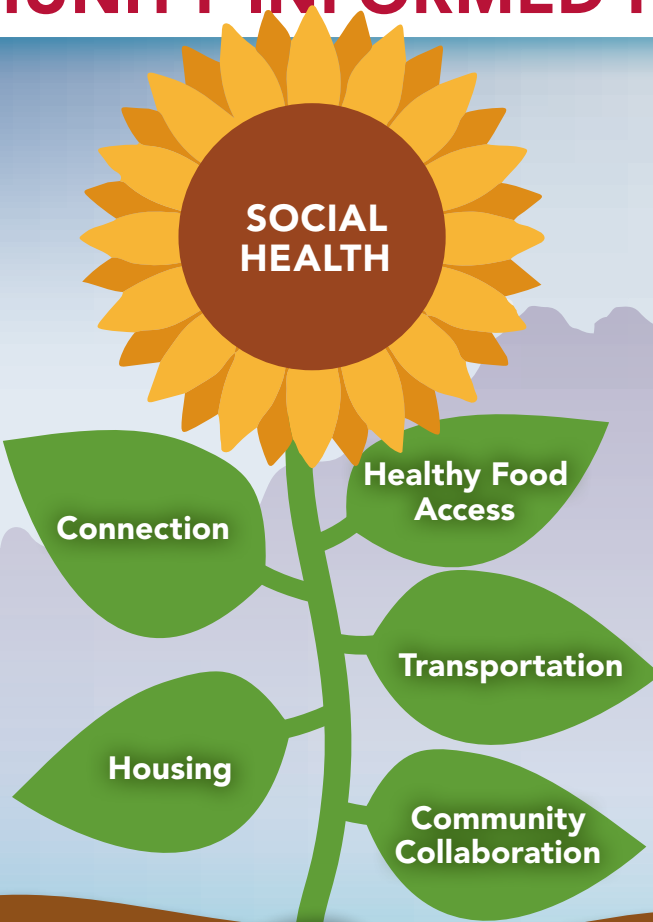 SOCIAL
HEALTH
Healthy Food
Access
Connection
Transportation
Housing
Community
Collaboration